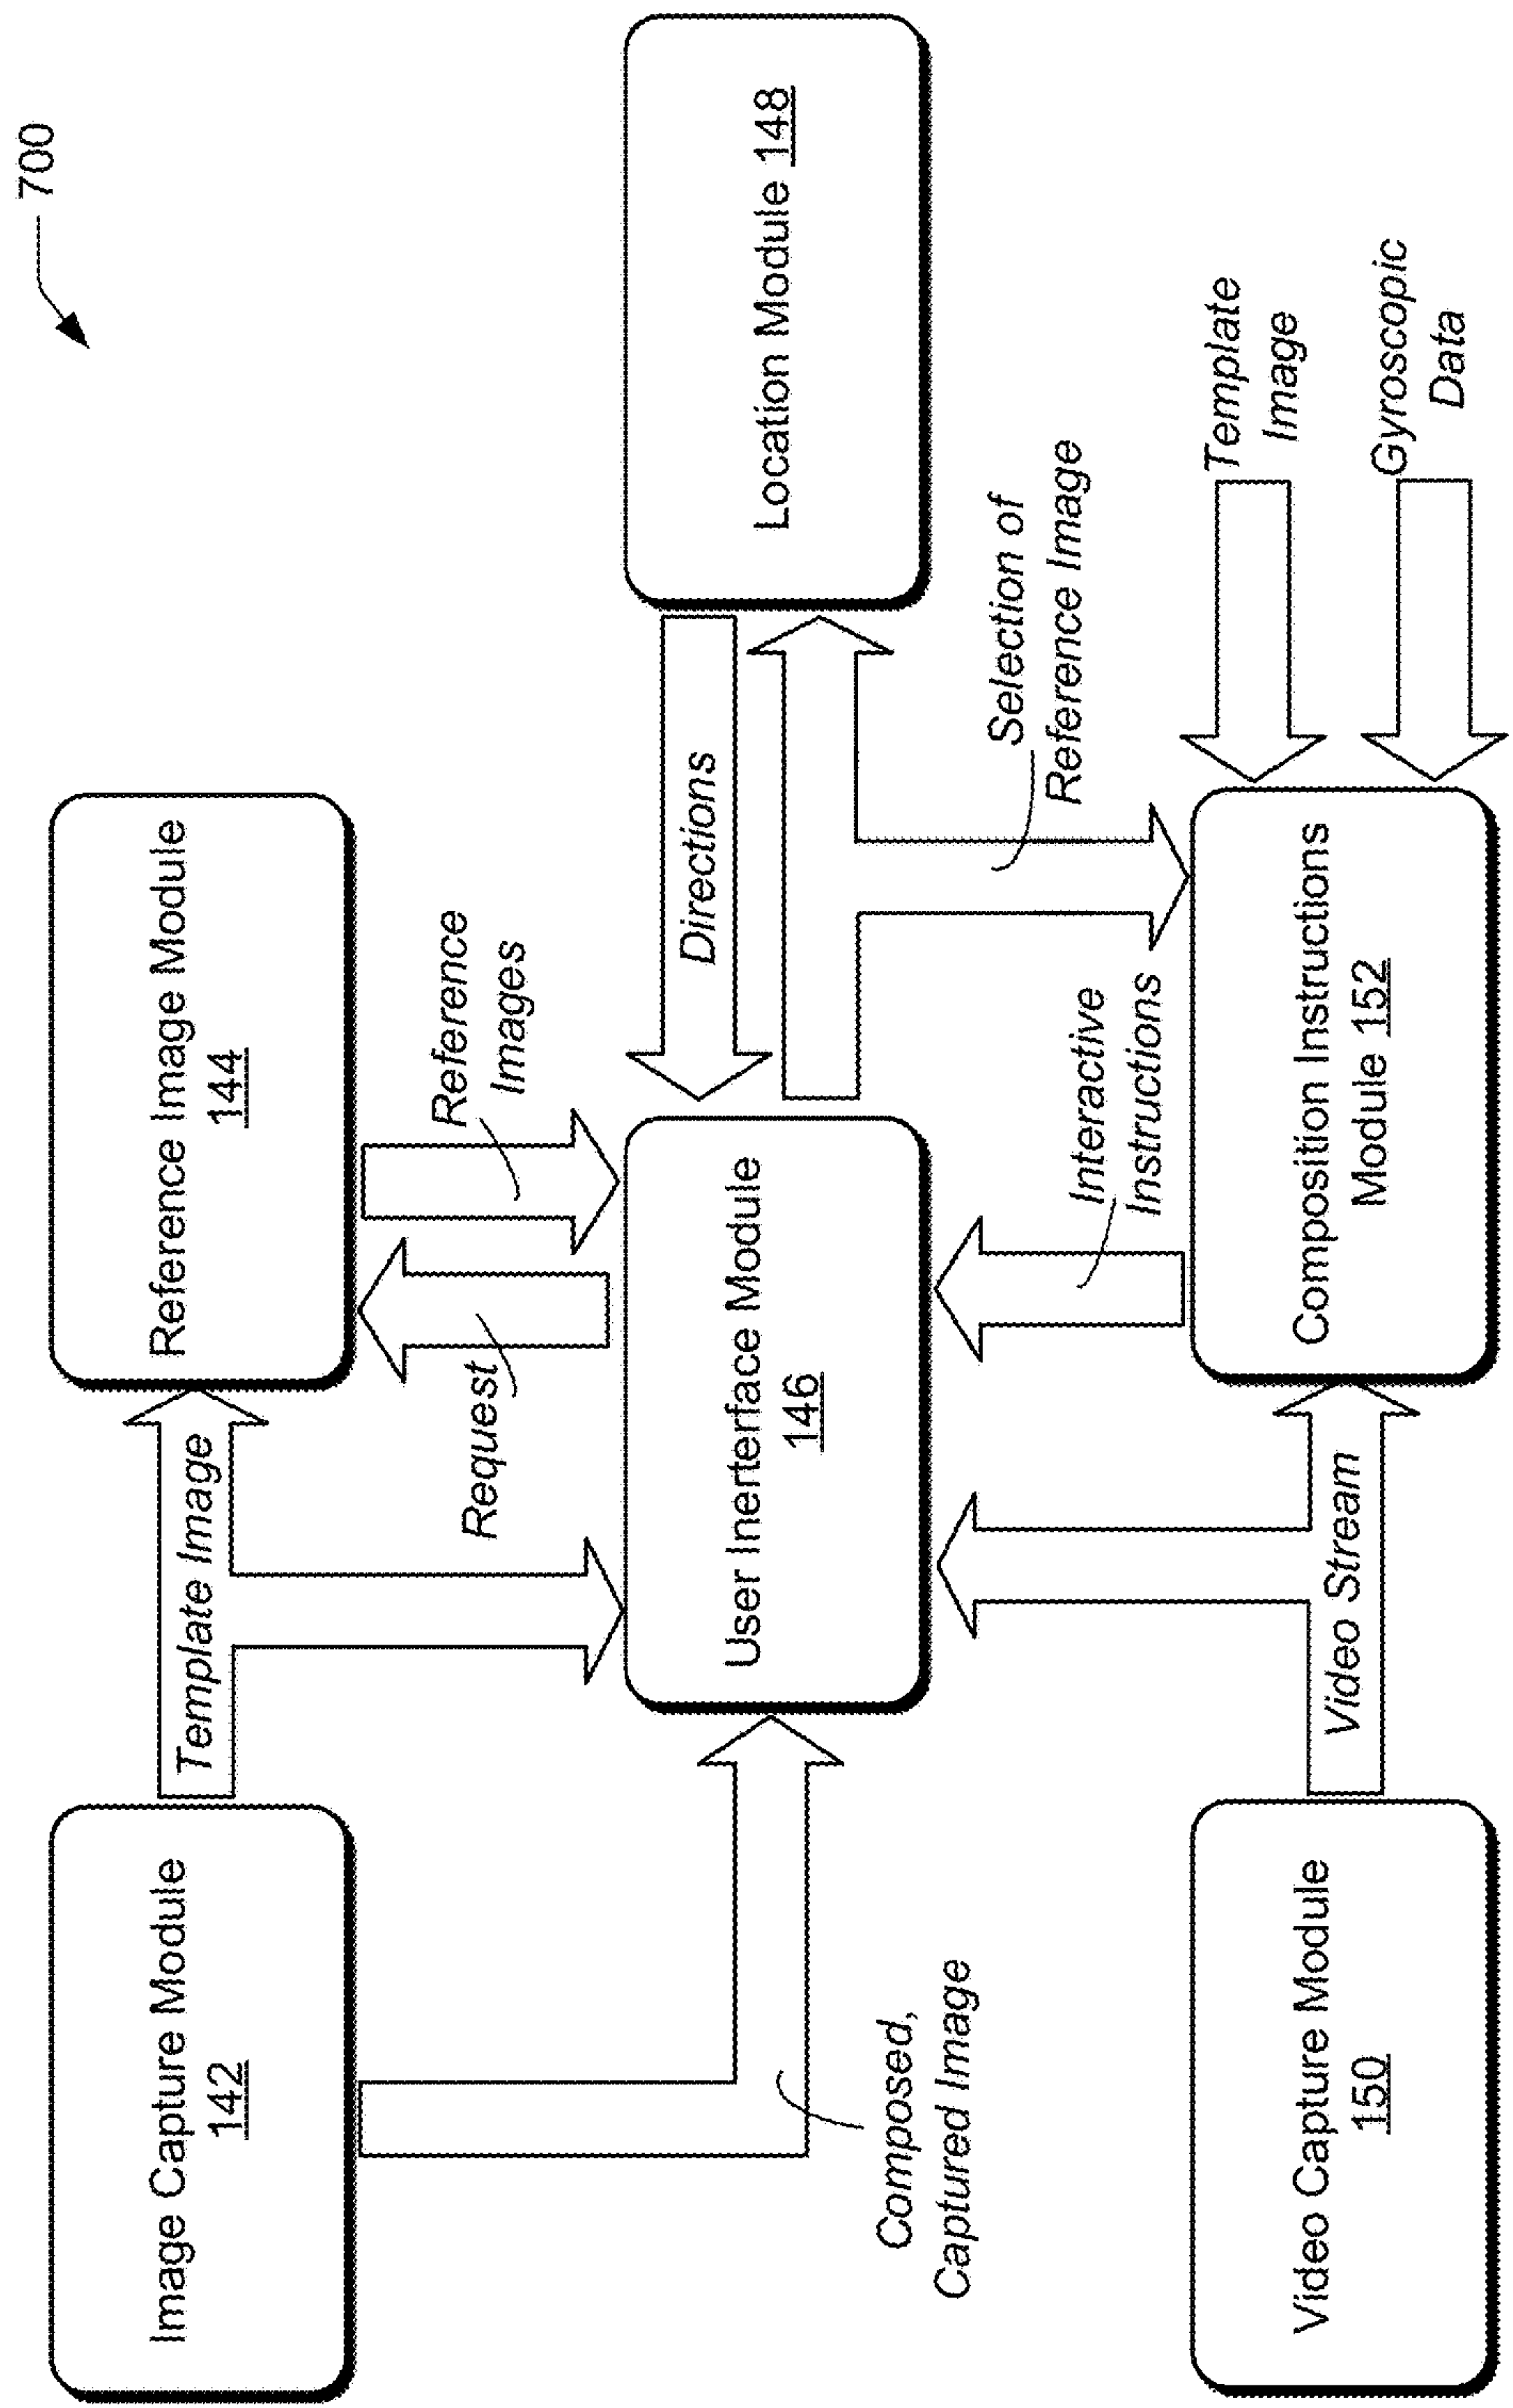 700
Image Capture Module
142
Template Image
Reference Image Module
144
Request
Reference
Images
User Inerterface Module
146
Directions
Location Module 148
Composed,
Captured Image
Interactive
Instructions
Selection of
Reference Image
Video Capture Module
150
Video Stream
Composition Instructions
Module 152
Template
Image
Gyroscopic
Data